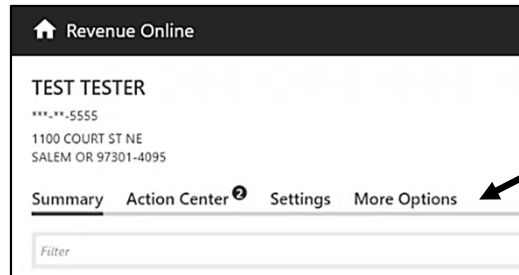 Revenue Online
TEST TESTER
***-**-5555
1100 COURT ST NE
SALEM OR 97301-4095
Summary Action Center 2 Settings More Options
Filter